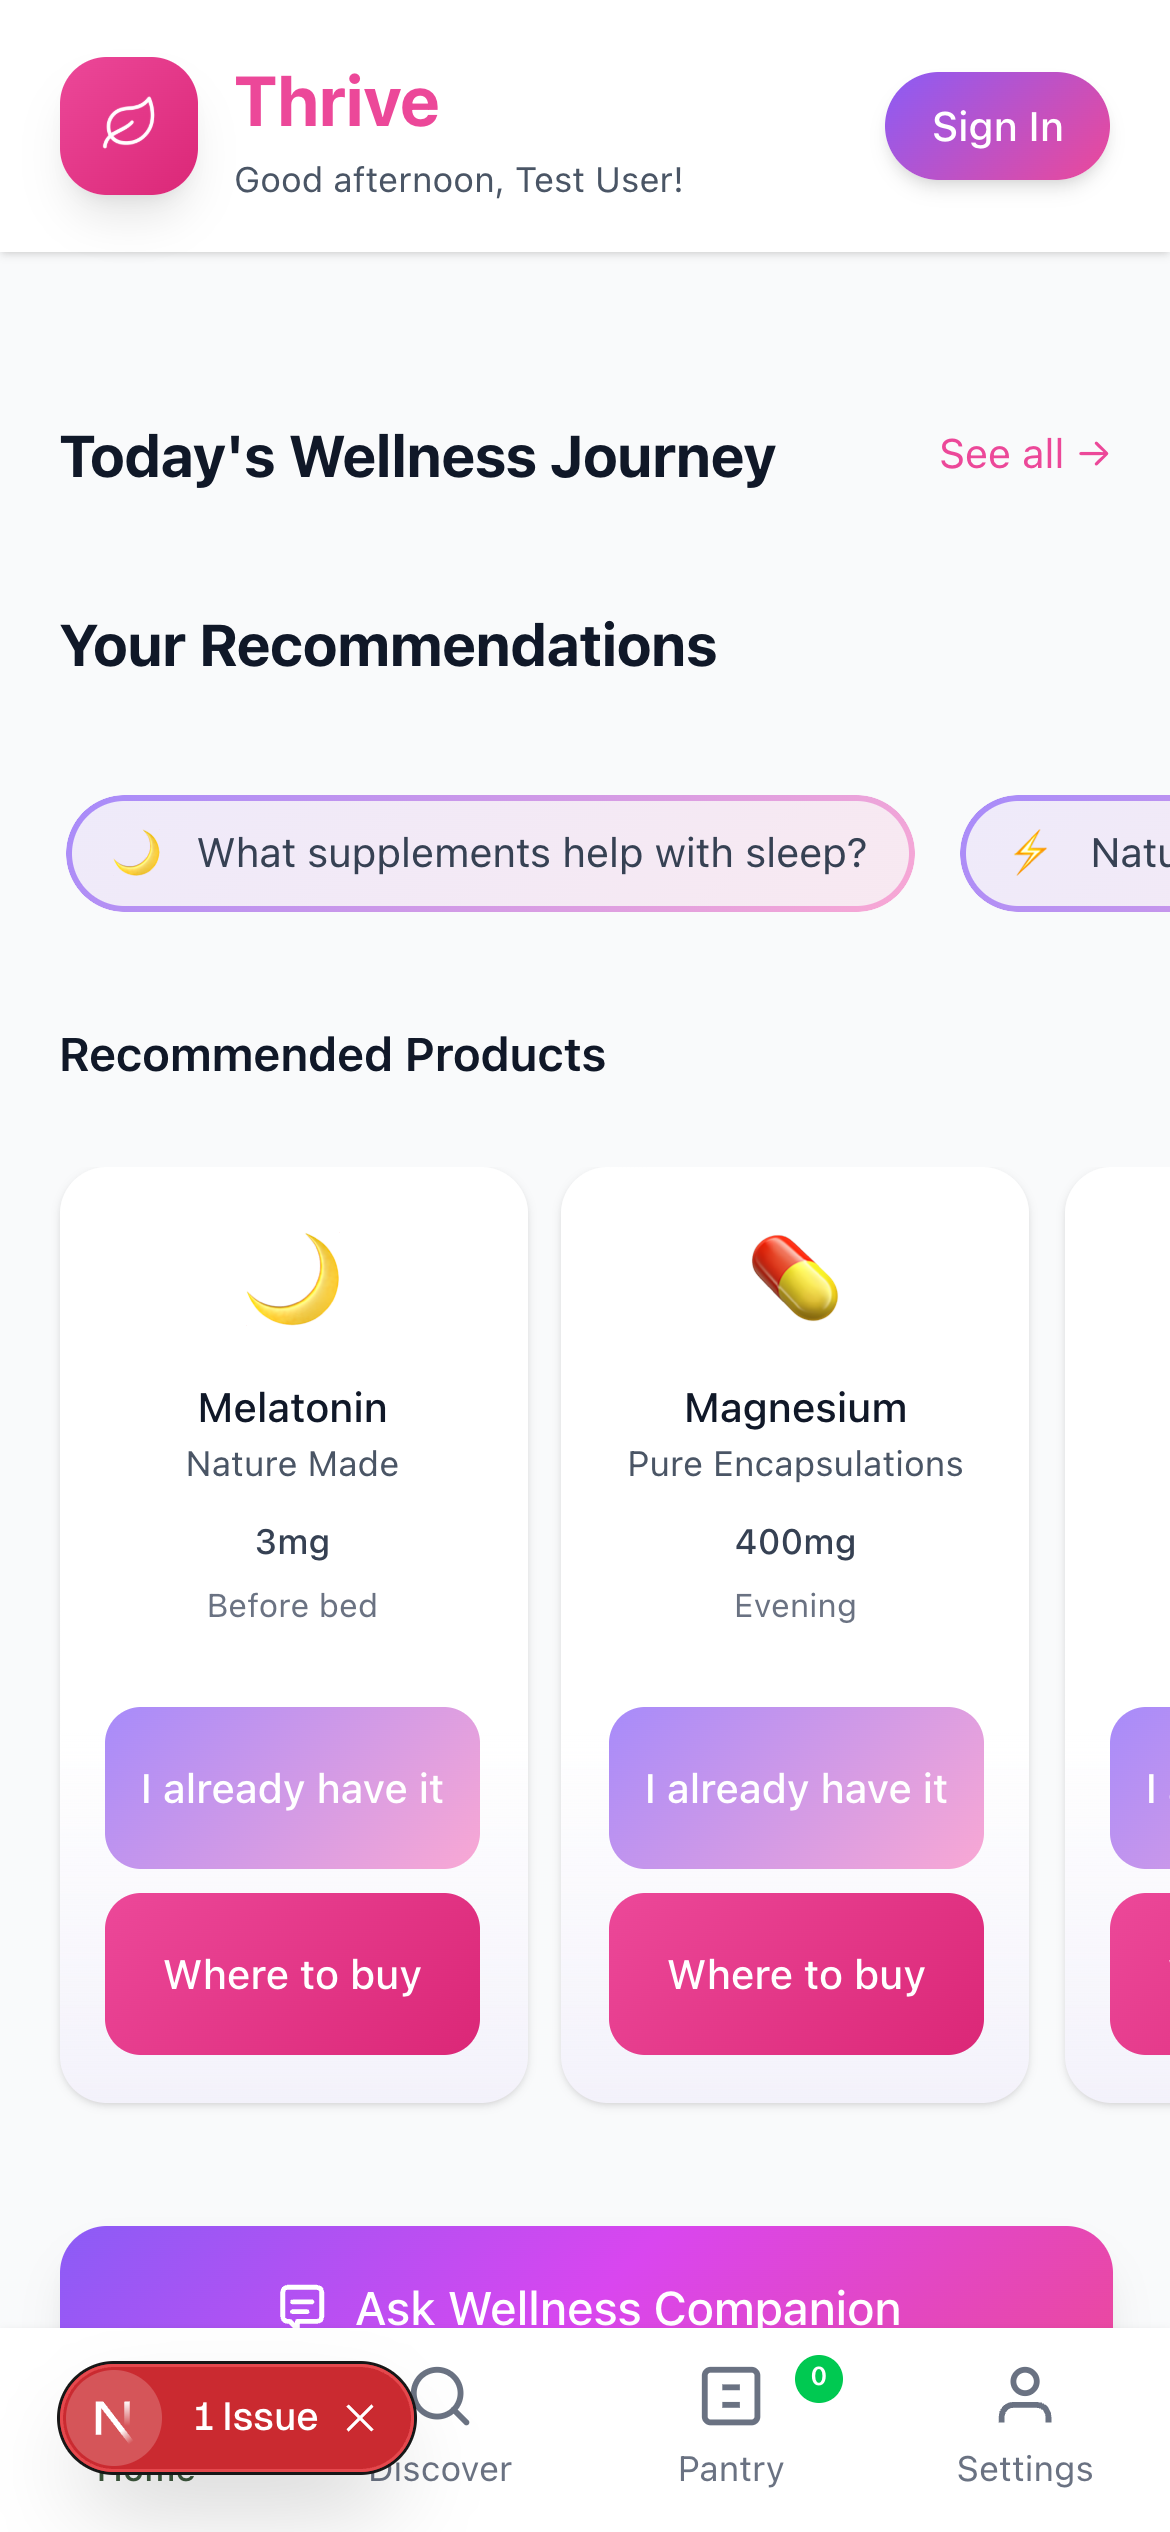 Thrive
Good afternoon, Test User!
Sign In
Today's Wellness Journey
See all →
Your Recommendations
What supplements help with sleep?
Recommended Products
Melatonin
Nature Made
3mg
Before bed
I already have it
Where to buy
Magnesium
Pure Encapsulations
400mg
Evening
I already have it
Where to buy
Ask Wellness Companion
N 1 Issue
Home
Discover
0
Pantry
Settings